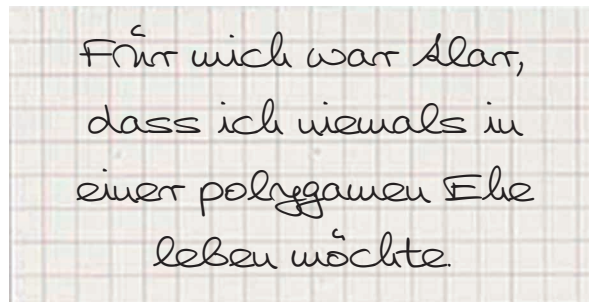 Für mich war klar,
dass ich niemals in
einer polygamen Ehe
leben möchte.